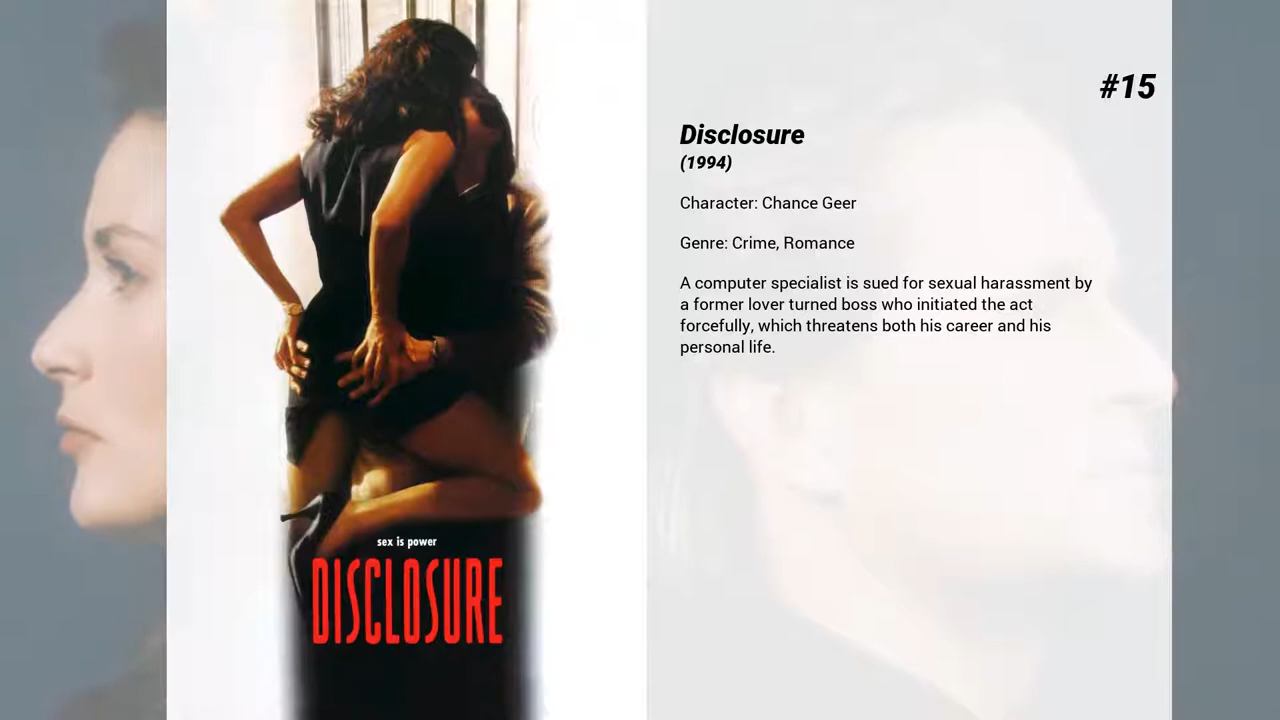 sex is power
DISCLOSURE
#15
Disclosure
(1994)
Character: Chance Geer
Genre: Crime, Romance
A computer specialist is sued for sexual harassment by
a former lover turned boss who initiated the act
forcefully, which threatens both his career and his
personal life.